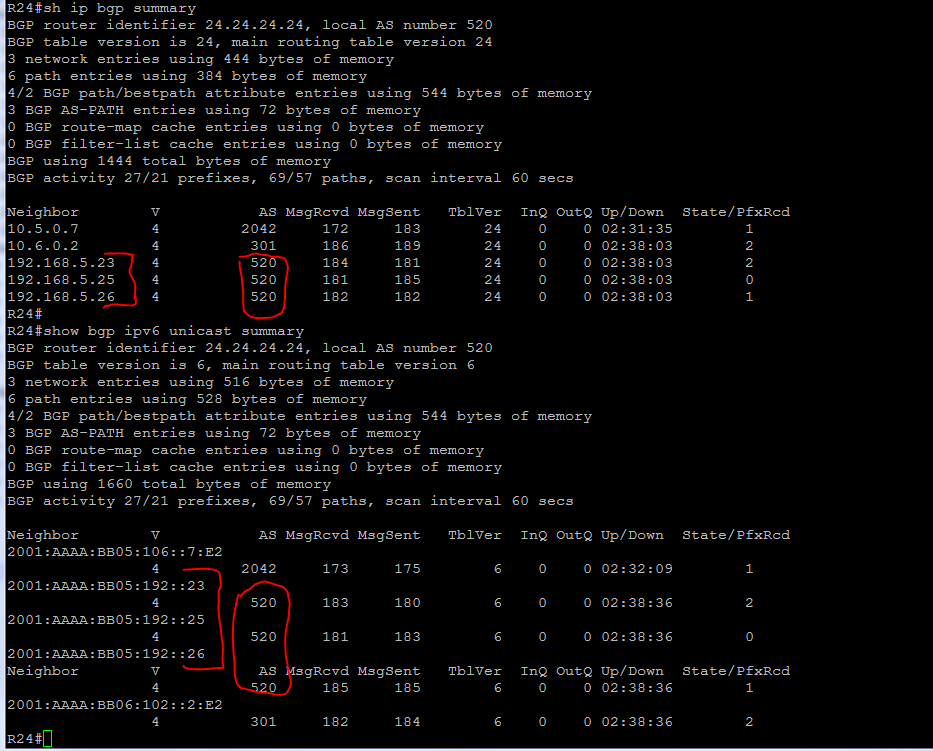 R24#sh ip bgp summary
BGP router identifier 24.24.24.24, local AS number 520
BGP table version is 24, main routing table version 24
3 network entries using 444 bytes of memory
6 path entries using 384 bytes of memory
4/2 BGP path/bestpath attribute entries using 544 bytes of memory
3 BGP AS-PATH entries using 72 bytes of memory
0 BGP route-map cache entries using 0 bytes of memory
0 BGP filter-list cache entries using 0 bytes of memory
BGP using 1444 total bytes of memory
BGP activity 27/21 prefixes, 69/57 paths, scan interval 60 secs
Neighbor V AS MsgRcvd MsgSent TblVer InQ OutQ Up/Down State/PfxRcd
10.5.0.7 4 2042 172 183 24 0 0 02:31:35 1
10.6.0.2 4 301 186 189 24 0 0 02:38:03 2
192.168.5.23 4 520 184 181 24 0 0 02:38:03 2
192.168.5.25 4 520 181 185 24 0 0 02:38:03 0
192.168.5.26 4 520 182 182 24 0 0 02:38:03 1
R24#
R24#show bgp ipv6 unicast summary
BGP router identifier 24.24.24.24, local AS number 520
BGP table version is 6, main routing table version 6
3 network entries using 516 bytes of memory
6 path entries using 528 bytes of memory
4/2 BGP path/bestpath attribute entries using 544 bytes of memory
3 BGP AS-PATH entries using 72 bytes of memory
0 BGP route-map cache entries using 0 bytes of memory
0 BGP filter-list cache entries using 0 bytes of memory
BGP using 1660 total bytes of memory
BGP activity 27/21 prefixes, 69/57 paths, scan interval 60 secs
Neighbor V AS MsgRcvd MsgSent TblVer InQ OutQ Up/Down State/PfxRcd
2001:AAAA:BB05:106::7:E2
4 2042 173 175 6 0 0 02:32:09 1
2001:AAAA:BB05:192::23
4 520 183 180 6 0 0 02:38:36 2
2001:AAAA:BB05:192::25
4 520 181 183 6 0 0 02:38:36 0
2001:AAAA:BB05:192::26
Neighbor V AS MsgRcvd MsgSent TblVer InQ OutQ Up/Down State/PfxRcd
4 520 185 185 6 0 0 02:38:36 1
2001:AAAA:BB06:102::2:E2
4 301 182 184 6 0 0 02:38:36 2
R24#